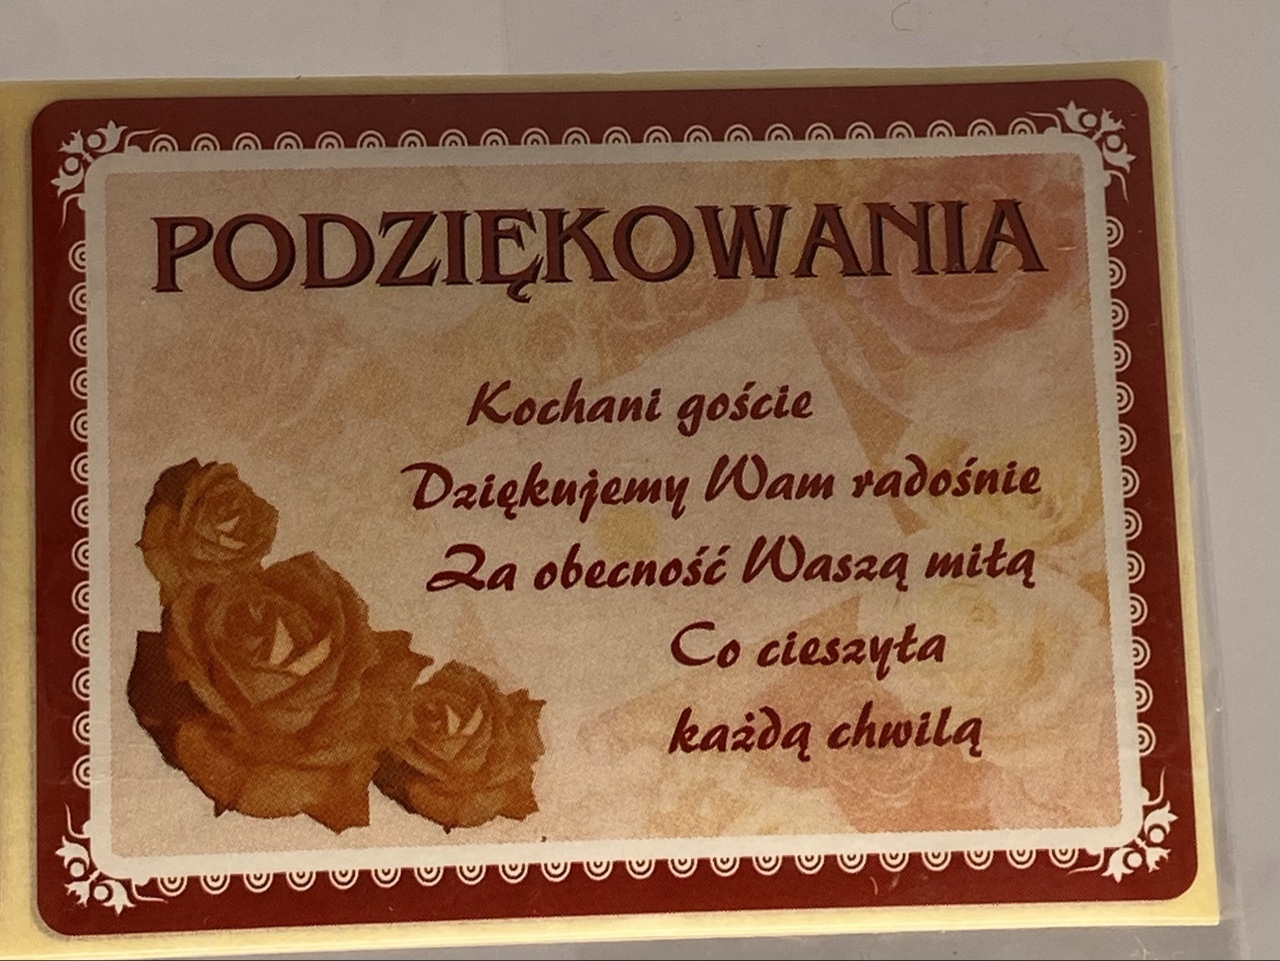 PODZIĘKOWANIA
Kochani goście
Dziękujemy Wam radośnie
Za obecność Waszą miłą
Co cieszyła
każdą chwilą